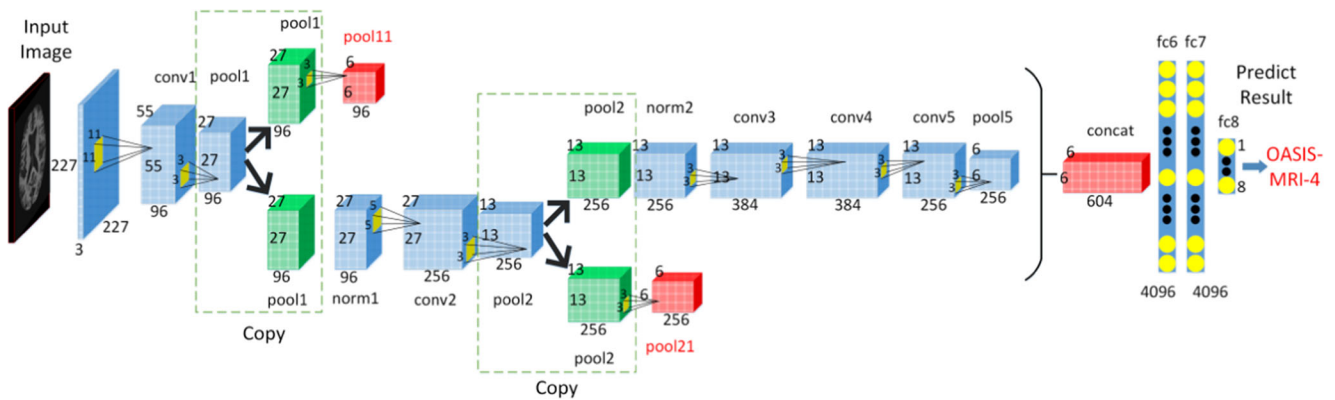 Input
Image
227
3
227
11
11
conv1
55
55
96
3
3
pool1
27
27
96
pool1
27
27
96
3
3
pool11
6
6
96
27
27
96
pool1
Copy
27
96
norm1
5
5
27
27
256
conv2
3
3
13
13
256
pool2
pool2
13
13
256
norm2
13
13
256
3
3
conv3
13
384
3
3
conv4
13
13
384
3
3
conv5
13
13
256
3
3
pool5
6
6
256
13
13
256
3
3
pool2
6
6
256
pool21
Copy
concat
6
6
604
fc6
fc7
4096
4096
Predict
Result
fc8
1
8
OASIS-
MRI-4